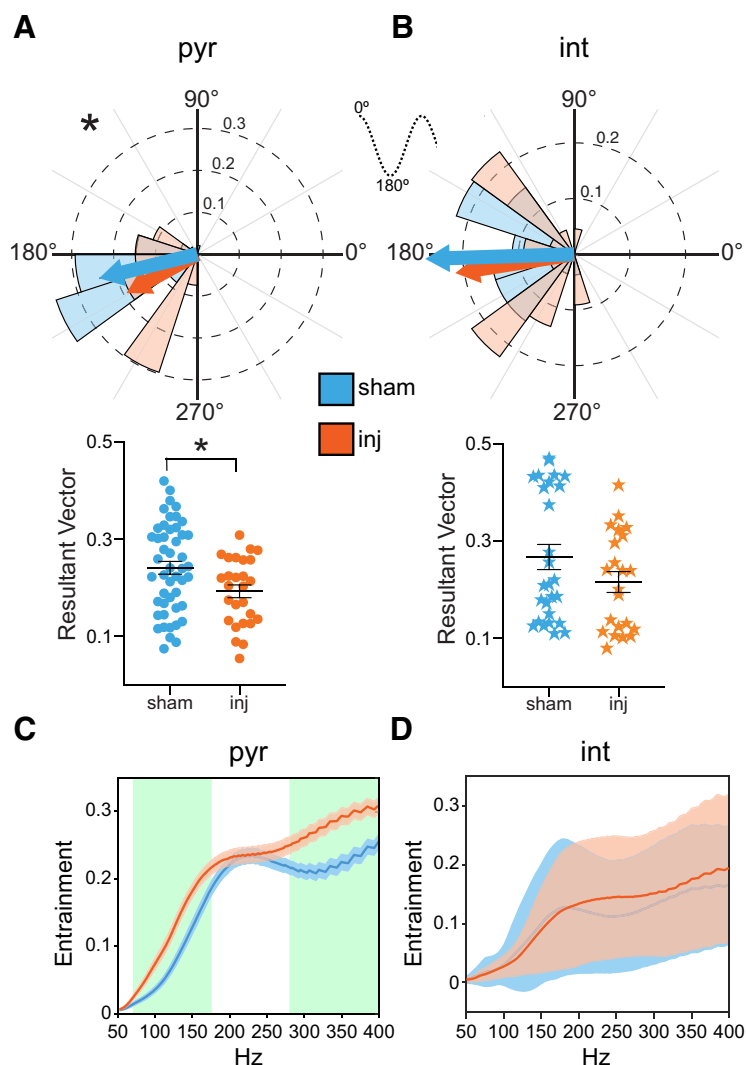 A
B
pyr
int
90°
90°
*
0.3
0.2
0.1
0º
180º
0.2
0.1
180°
0°
180°
0°
270°
270°
sham
inj
0.5
0.3
0.1
Resultant Vector
*
sham
inj
0.5
0.3
0.1
Resultant Vector
sham
inj
C
D
pyr
int
0.3
0.2
0.1
0
Entrainment
50 100 150 200 250 300 350 400
Hz
0.3
0.2
0.1
0
Entrainment
50 100 150 200 250 300 350 400
Hz